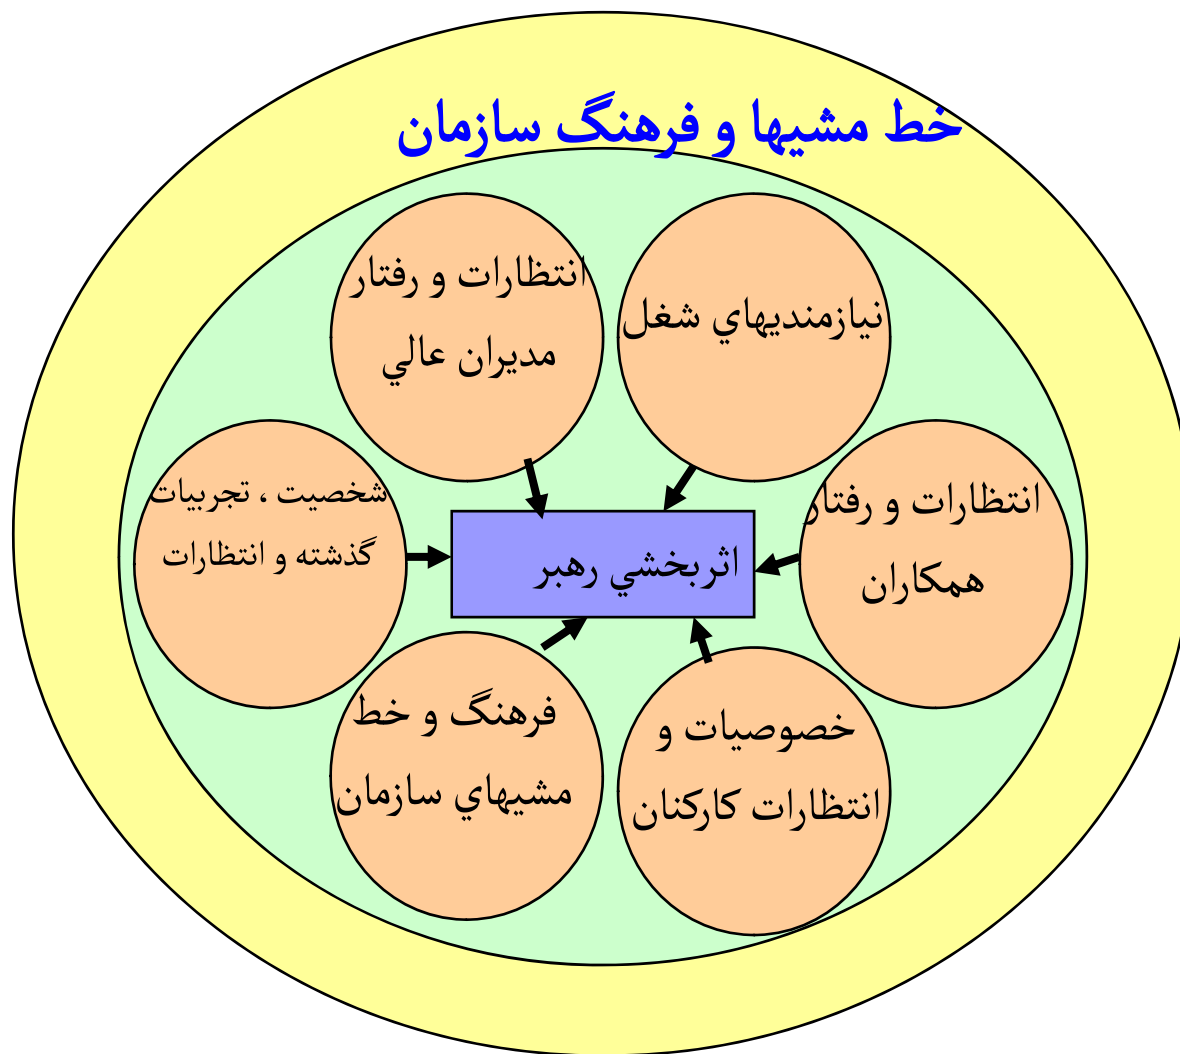 خط مشيها و فرهنگ سازمان
نيازمنديهاي شغل
انتظارات و رفتار
مديران عالي
انتظارات و رفتار
همكاران
شخصيت ، تجربيات
گذشته و انتظارات
اثربخشي رهبر
خصوصيات و
انتظارات كاركنان
فرهنگ و خط
مشيهاي سازمان